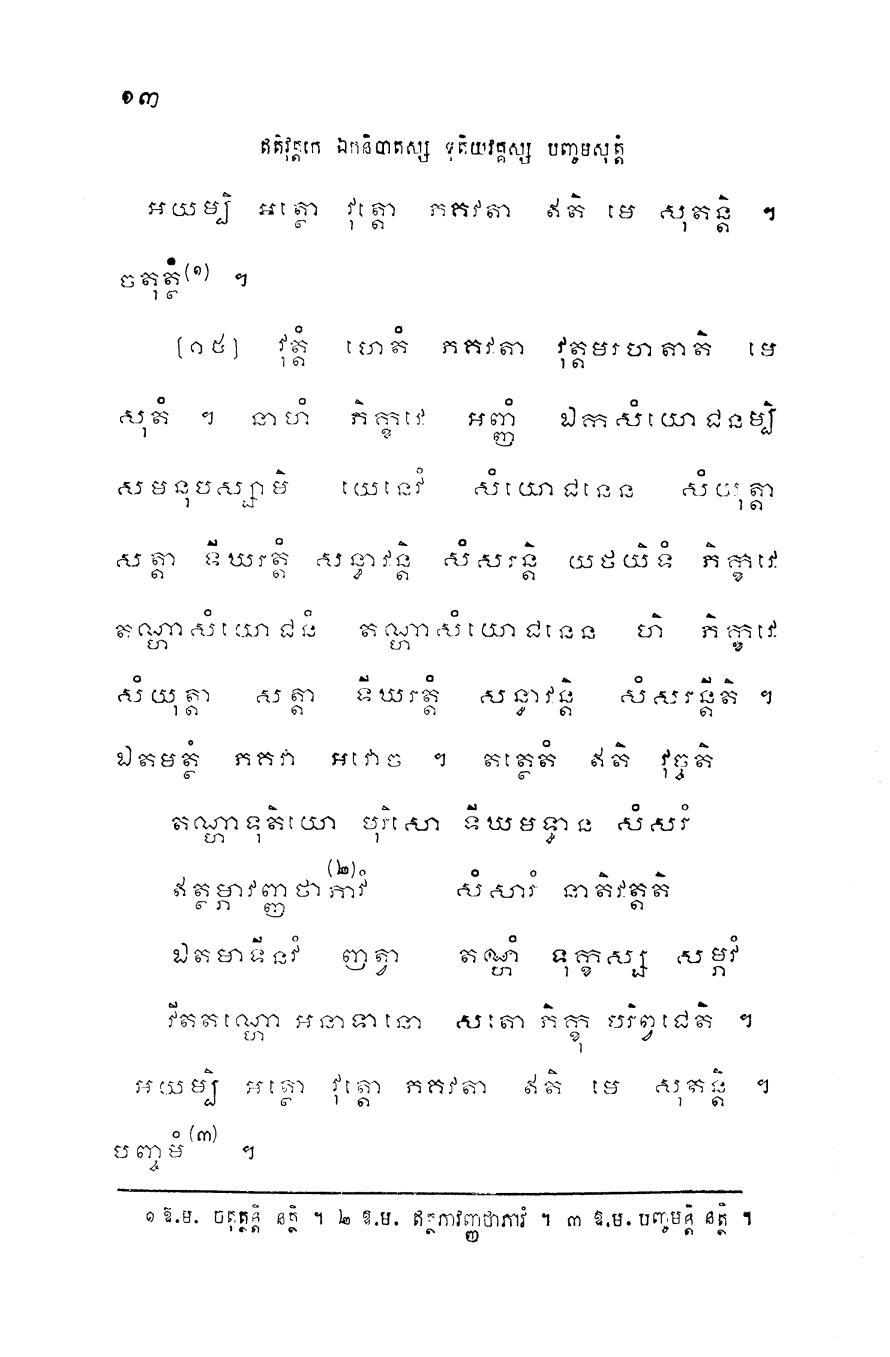 ១៣
ឥតិវុត្តកេ ឯកនិបាតស្ស ទុតិយវគ្គស្ស បញ្ចមសុត្តំ
អយម្បិ អត្ថោ វុត្តោ ភគវតា ឥតិ មេ សុតន្តិ ។
ចតុត្ថំ(១) ។
[១៥] វុត្តំ ហេតំ ភគវតា វុត្តមរហតាតិ មេ
សុតំ ។ នាហំ ភិក្ខវេ អញ្ញំ ឯកសំយោជនម្បិ
សមនុបស្សាមិ យេនេវំ សំយោជនេន សំយុត្តា
សត្តា ទីឃរត្តំ សន្ធាវន្តិ សំសរន្តិ យថយិទំ ភិក្ខវេ
តណ្ហាសំយោជនំ តណ្ហាសំយោជនេន ហិ ភិក្ខវេ
សំយុត្តា សត្តា ទីឃរត្តំ សន្ធាវន្តិ សំសរន្តីតិ ។
ឯតមត្ថំ ភគវា អវោច ។ តត្ថេតំ ឥតិ វុច្ចតិ
តណ្ហាទុតិយោ បុរិសោ ទីឃមទ្ធាន សំសរំ
ឥត្ថម្ភាវញ្ញថាភាវំ(២) សំសារំ នាតិវត្តតិ
ឯតមាទីនវំ ញត្វា តណ្ហំ ទុក្ខស្ស សម្ភវំ
វីតតណ្ហោ អនាទានោ សតោ ភិក្ខុ បរិព្វជេតិ ។
អយម្បិ អត្ថោ វុត្តោ ភគវតា ឥតិ មេ សុតន្តិ ។
បញ្ចមំ(៣) ។
១ ឱ.ម. ចតុត្ថន្តិ នត្ថិ ។ ២ ឱ.ម. ឥត្ថភាវញ្ញថាភាវំ ។ ៣ ឱ.ម. បញ្ចមន្តិ នត្ថិ ។